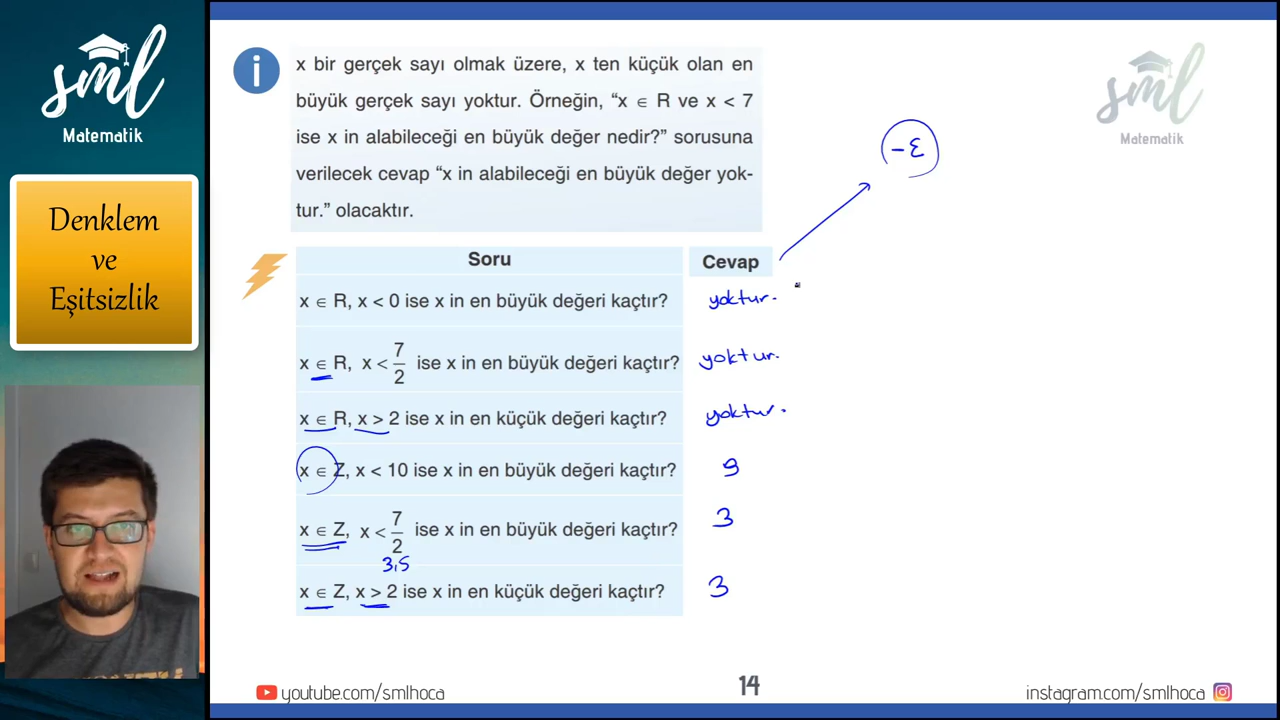 sml
Matematik
Denklem
ve
Eşitsizlik
i
x bir gerçek sayı olmak üzere, x ten küçük olan en
büyük gerçek sayı yoktur. Örneğin, “x ∈ R ve x < 7
ise x in alabileceği en büyük değer nedir?” sorusuna
verilecek cevap “x in alabileceği en büyük değer yok-
tur.” olacaktır.
sml
Matematik
-ε
Soru Cevap
x ∈ R, x < 0 ise x in en büyük değeri kaçtır? yoktur.
x ∈ R, x < 7/2 ise x in en büyük değeri kaçtır? yoktur.
x ∈ R, x > 2 ise x in en küçük değeri kaçtır? yoktur.
x ∈ Z, x < 10 ise x in en büyük değeri kaçtır? 9
x ∈ Z, x < 7/2 ise x in en büyük değeri kaçtır? 3
3,5
x ∈ Z, x > 2 ise x in en küçük değeri kaçtır? 3
youtube.com/smlhoca
14
instagram.com/smlhoca